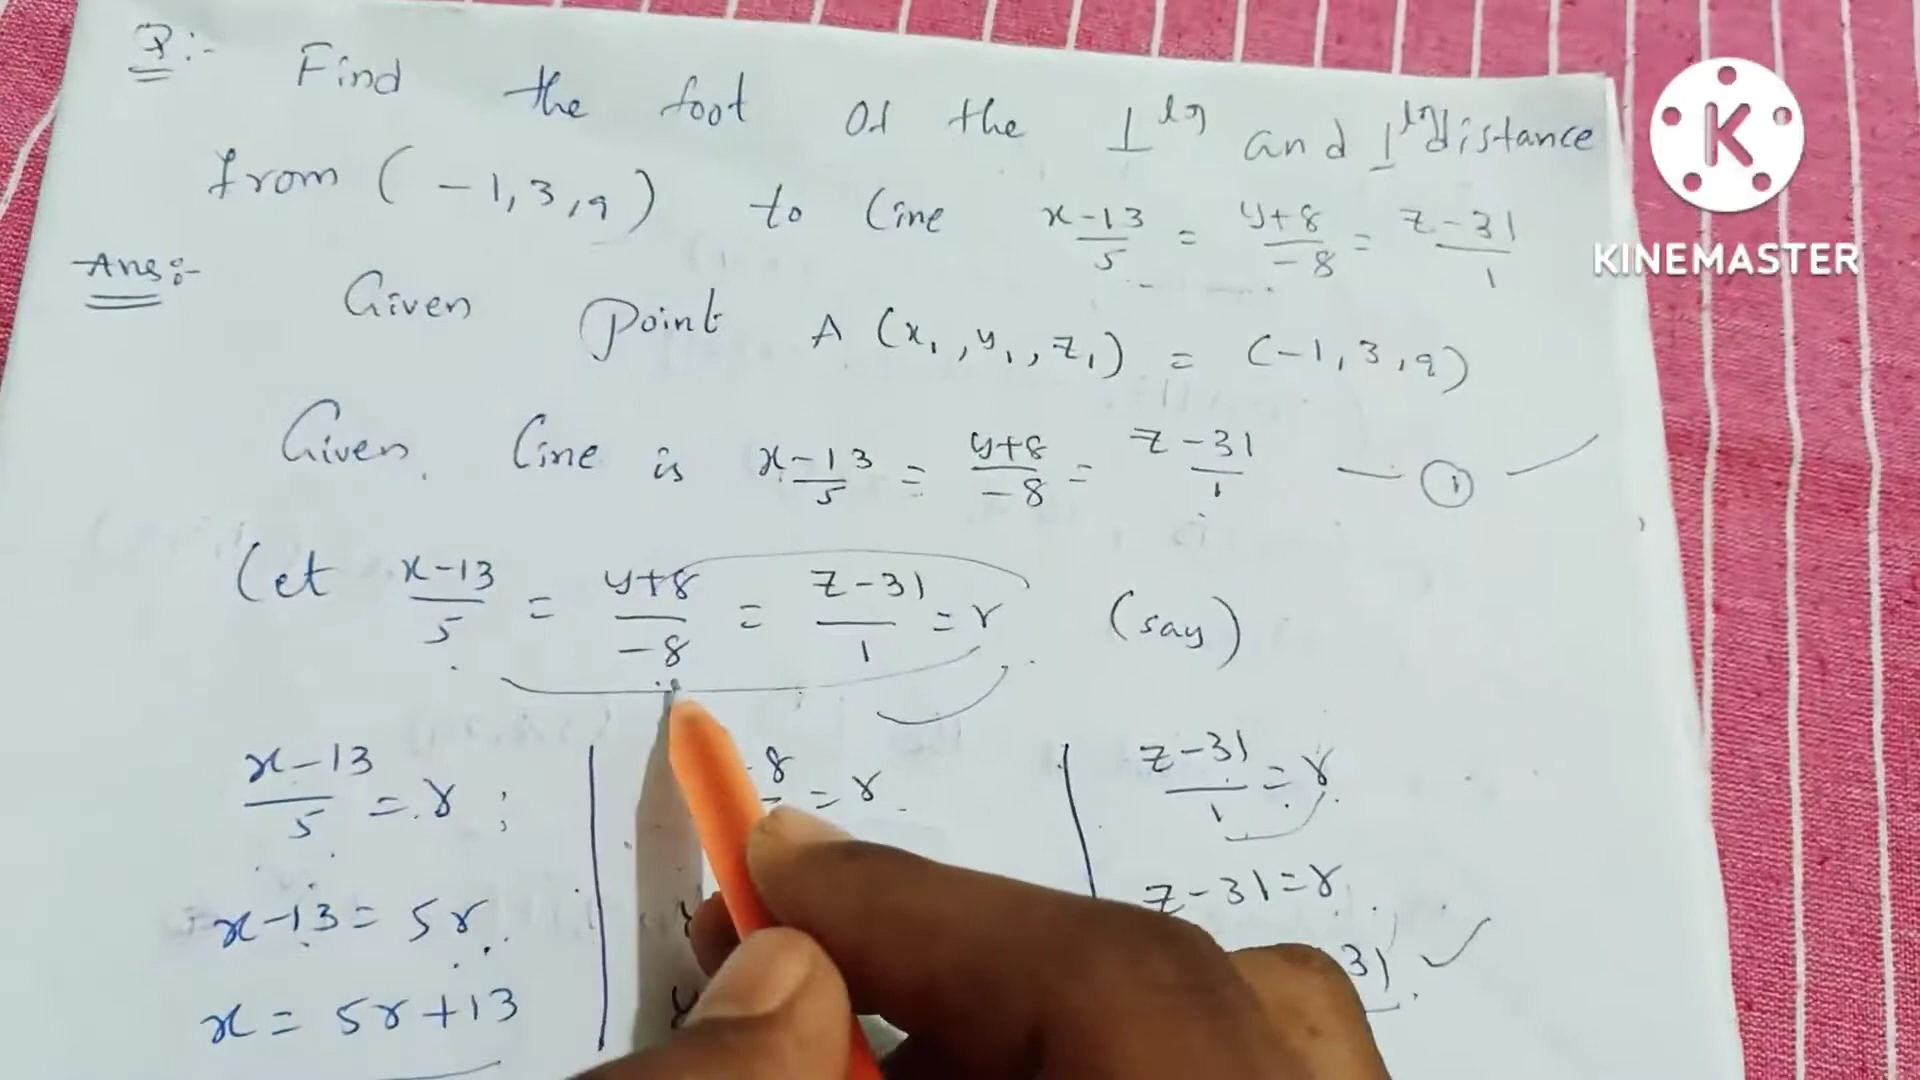 Q:- Find the foot of the ⊥lr and ⊥lr distance
from (-1, 3, 9) to line x-13/5 = y+8/-8 = z-31/1
Ans:- Given point A (x₁, y₁, z₁) = (-1, 3, 9)
Given line is x-13/5 = y+8/-8 = z-31/1 — ①
Let x-13/5 = y+8/-8 = z-31/1 = r (say)
x-13/5 = r ; 8 = r z-31/1 = r
x-13 = 5r z-31 = r
x = 5r+13 31
K
KINEMASTER